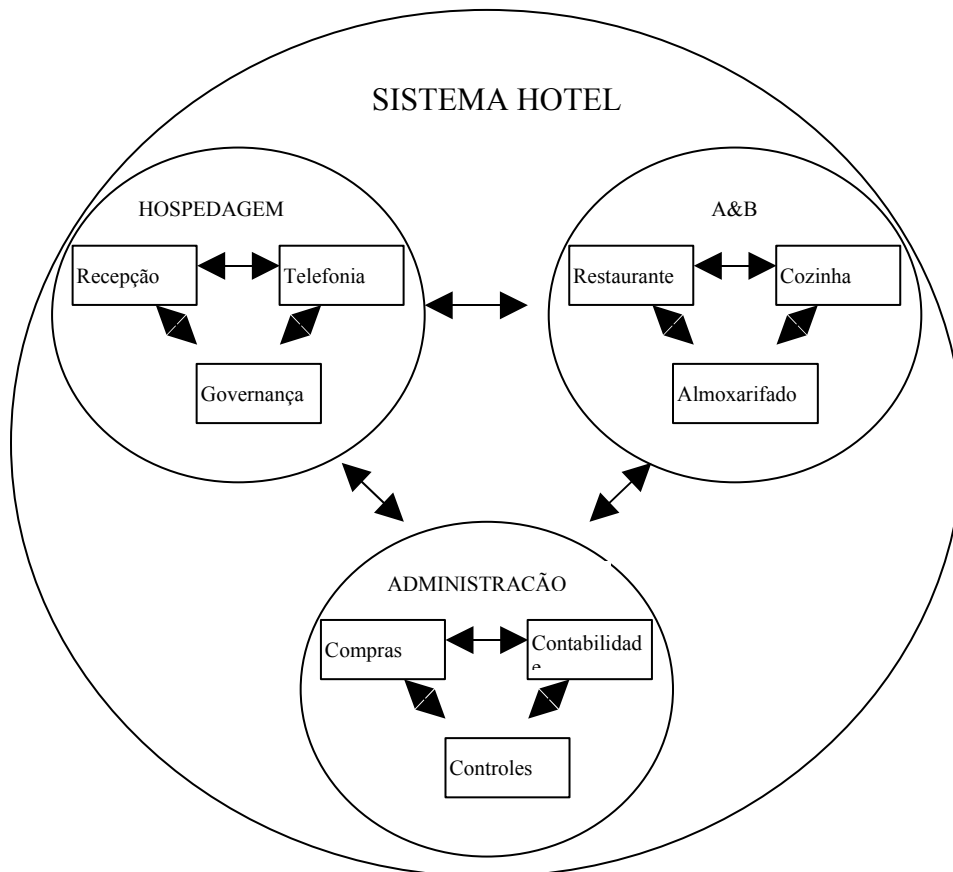 SISTEMA HOTEL
HOSPEDAGEM
Recepção
Telefonia
Governança
A&B
Restaurante
Cozinha
Almoxarifado
ADMINISTRACÃO
Compras
Contabilidad
e
Controles